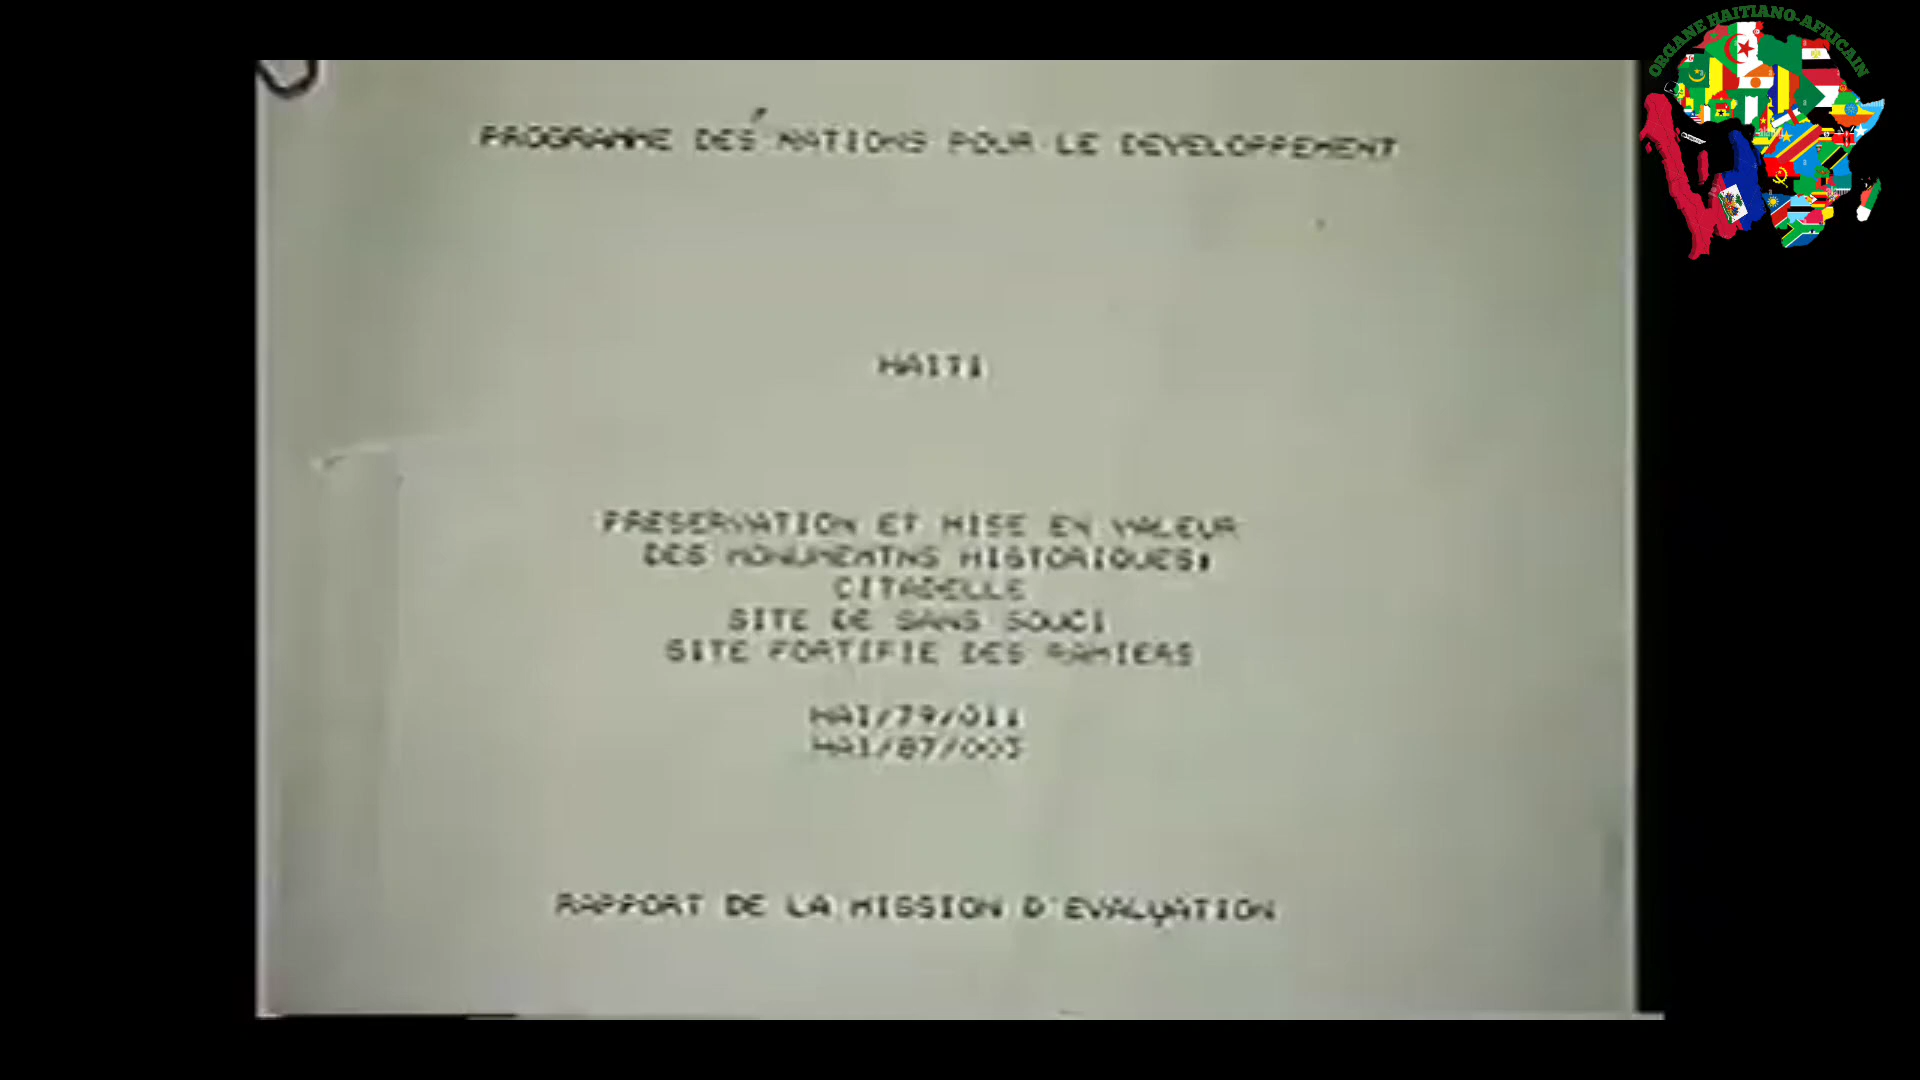 ORGANE HAITIANO-AFRICAIN
PROGRAMME DES NATIONS POUR LE DEVELOPPEMENT
HAITI
PRESERVATION ET MISE EN VALEUR
DES MONUMEMTNS HISTORIQUES:
CITADELLE
SITE DE SANS SOUCI
SITE FORTIFIE DES RAMIERS
HAI/79/011
HAI/87/003
RAPPORT DE LA MISSION D'EVALUATION